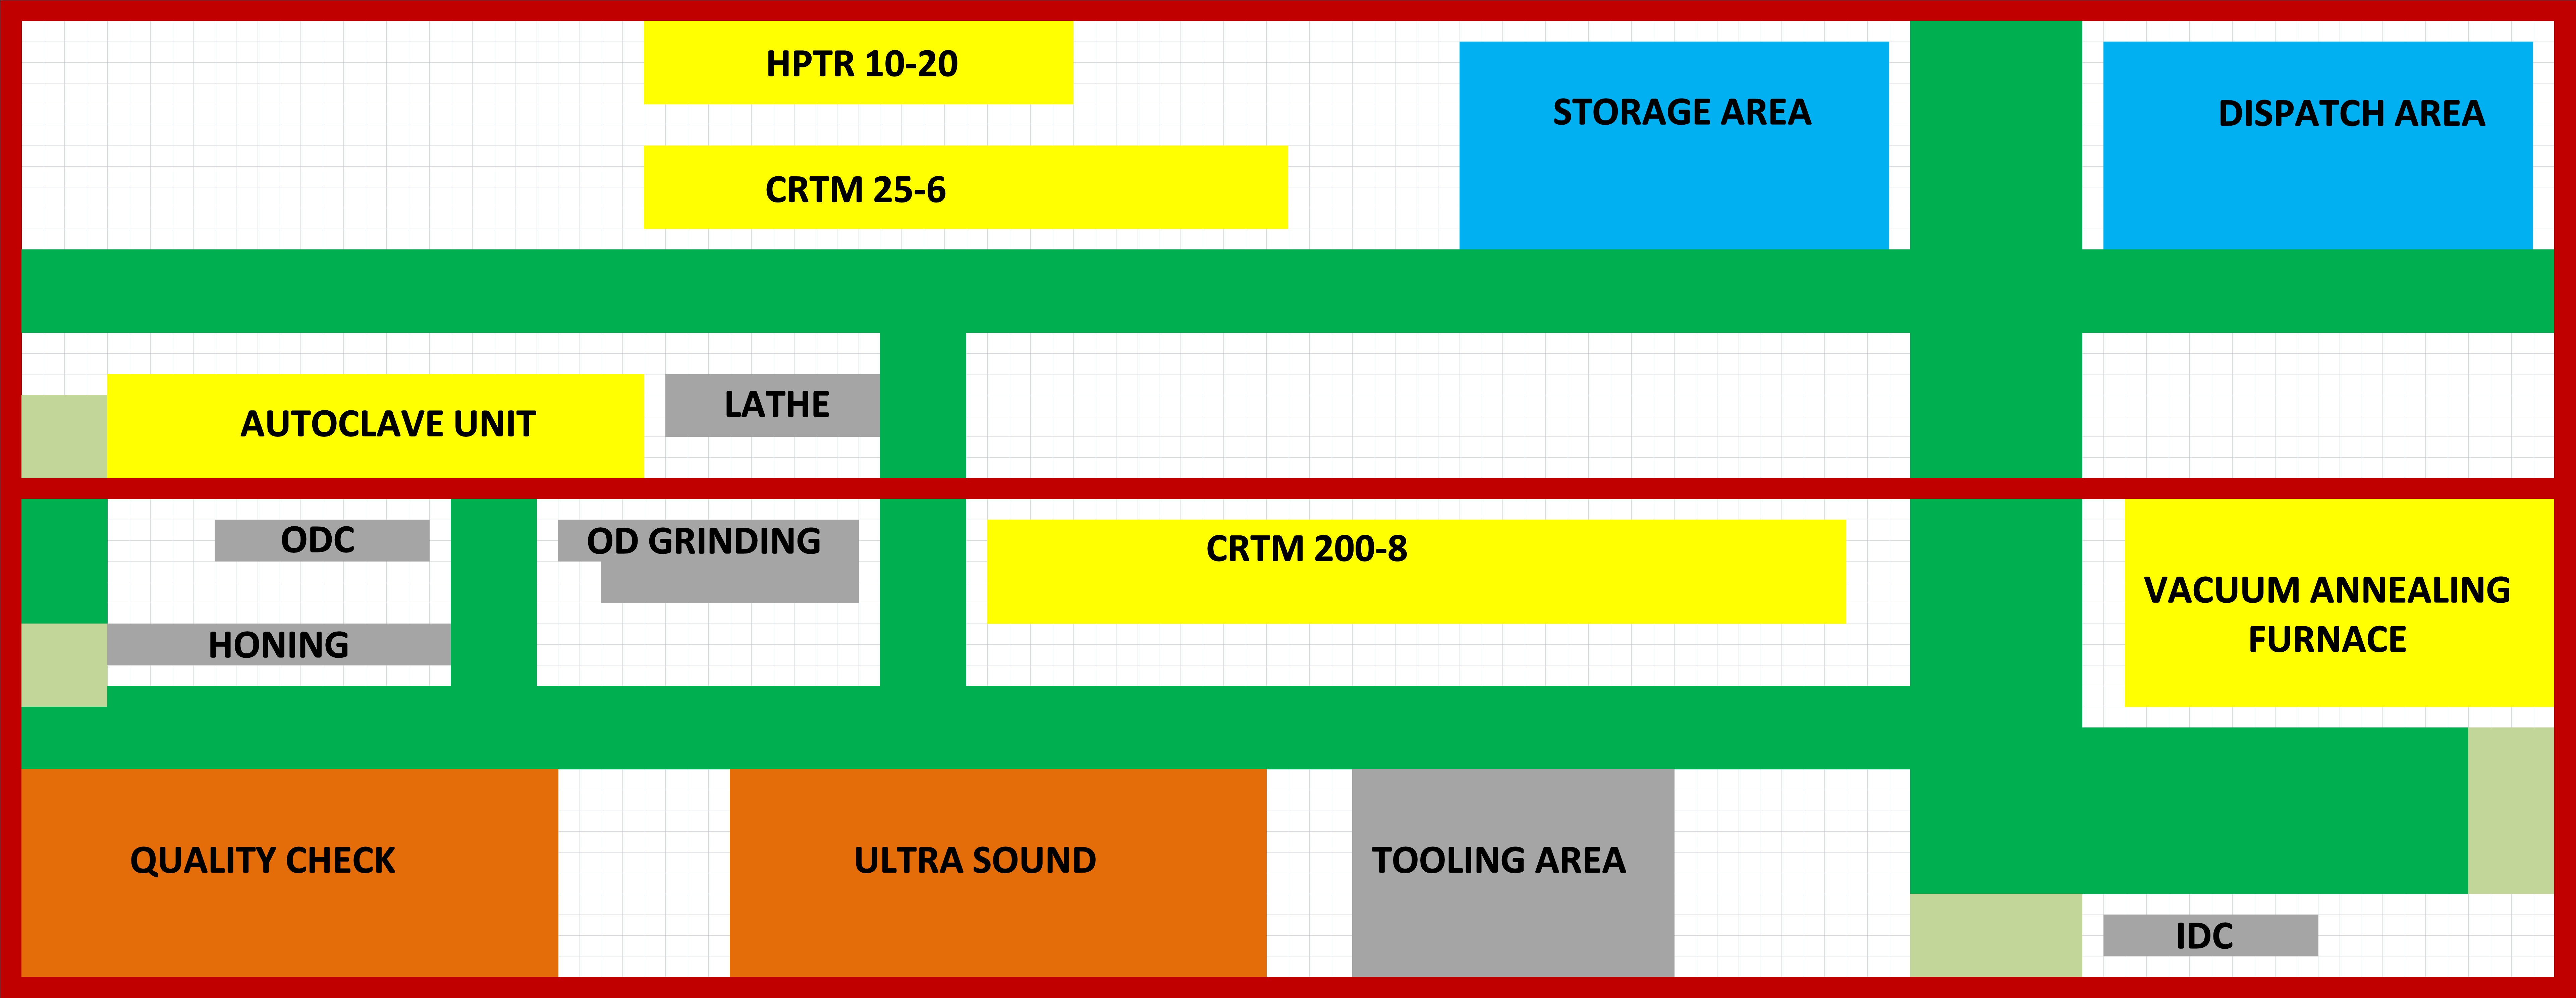 HPTR 10-20
STORAGE AREA
DISPATCH AREA
CRTM 25-6
AUTOCLAVE UNIT
LATHE
ODC
OD GRINDING
CRTM 200-8
VACUUM ANNEALING
FURNACE
HONING
QUALITY CHECK
ULTRA SOUND
TOOLING AREA
IDC